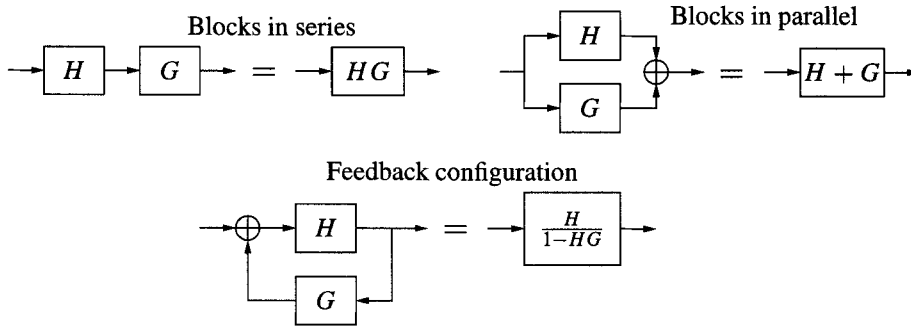 Blocks in series
H G = HG
Blocks in parallel
H
G
= H + G
Feedback configuration
H = H / 1−HG
G